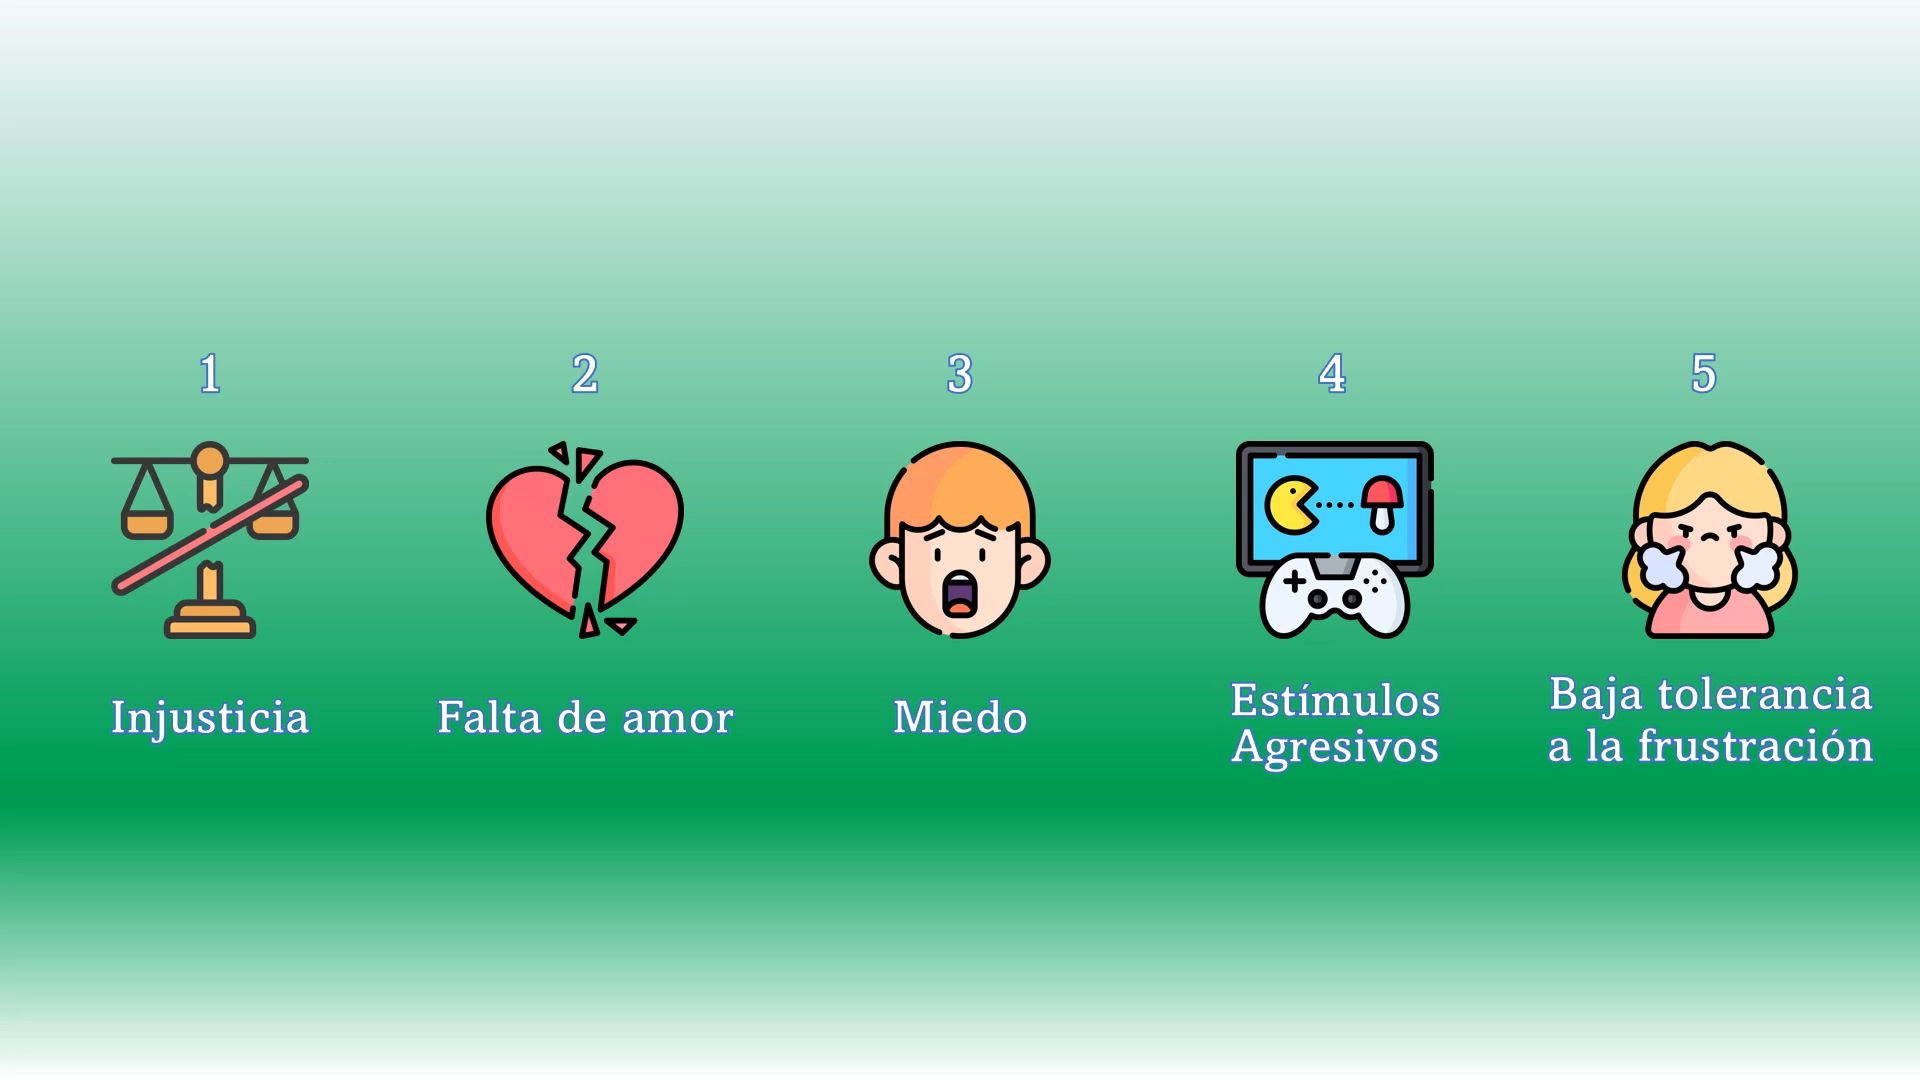 1
2
3
4
5
Injusticia
Falta de amor
Miedo
Estímulos
Agresivos
Baja tolerancia
a la frustración